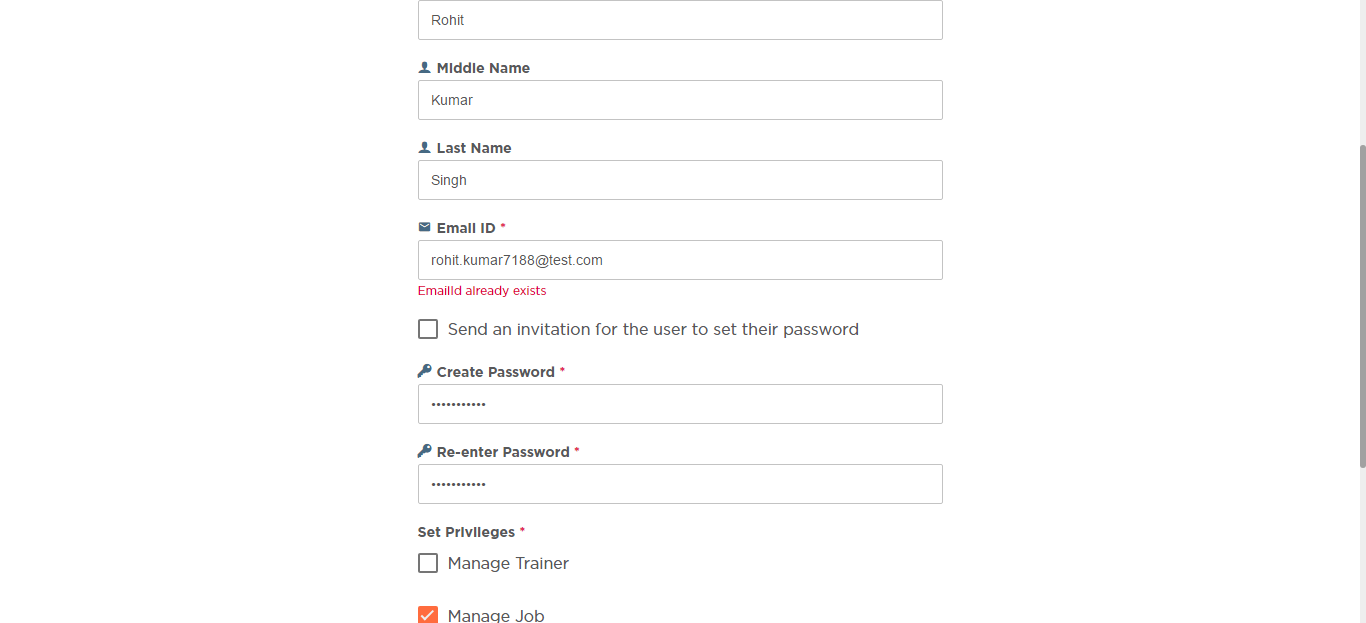 Rohit
Middle Name
Kumar
Last Name
Singh
Email ID *
rohit.kumar7188@test.com
EmailId already exists
Send an invitation for the user to set their password
Create Password *
•••••••••••
Re-enter Password *
•••••••••••
Set Privileges *
Manage Trainer
Manage Job